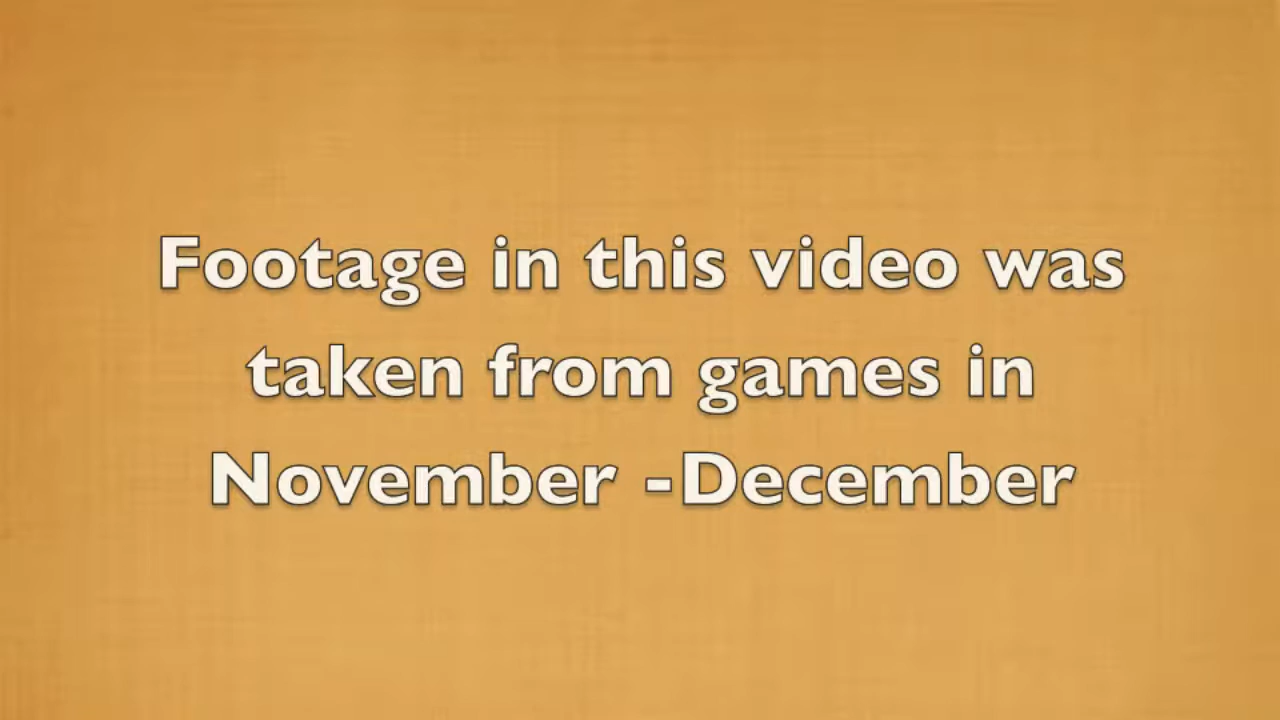 Footage in this video was
taken from games in
November -December